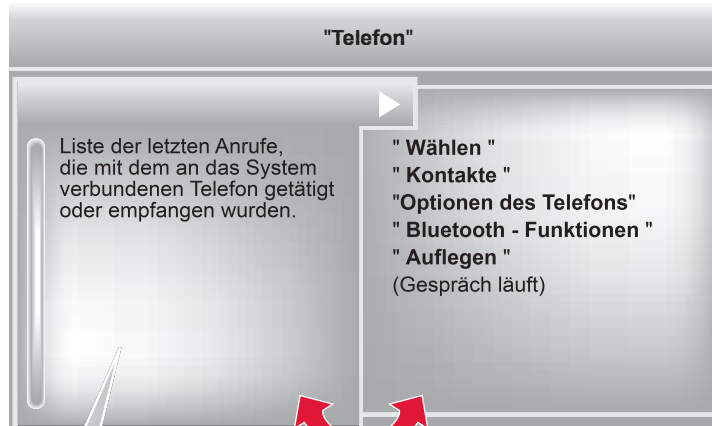 "Telefon"
Liste der letzten Anrufe,
die mit dem an das System
verbundenen Telefon getätigt
oder empfangen wurden.
" Wählen "
" Kontakte "
"Optionen des Telefons"
" Bluetooth - Funktionen "
" Auflegen "
(Gespräch läuft)